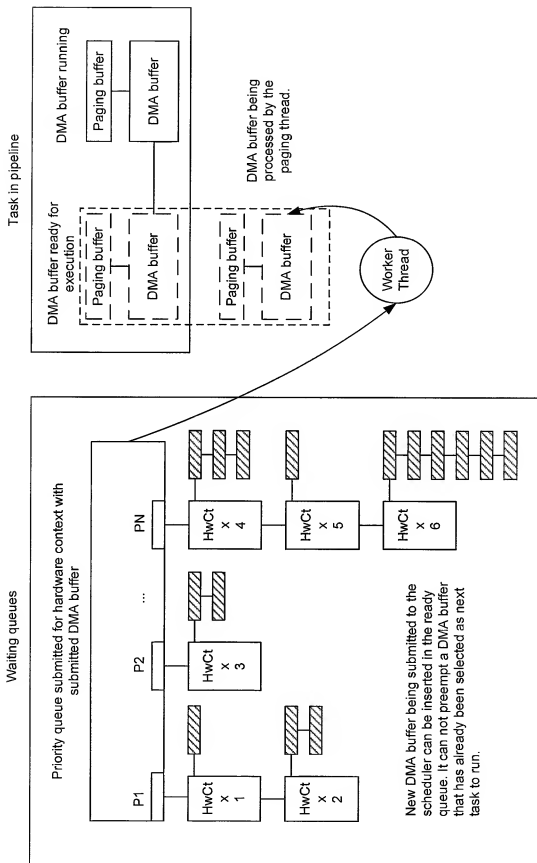 Waiting queues
Priority queue submitted for hardware context with
submitted DMA buffer
P1
P2
...
PN
HwCt
x
1
HwCt
x
2
HwCt
x
3
HwCt
x
4
HwCt
x
5
HwCt
x
6
New DMA buffer being submitted to the
scheduler can be inserted in the ready
queue. It can not preempt a DMA buffer
that has already been selected as next
task to run.
Task in pipeline
DMA buffer ready for
execution
DMA buffer running
Paging buffer
DMA buffer
Paging buffer
DMA buffer
Paging buffer
DMA buffer
DMA buffer being
processed by the
paging thread.
Worker
Thread